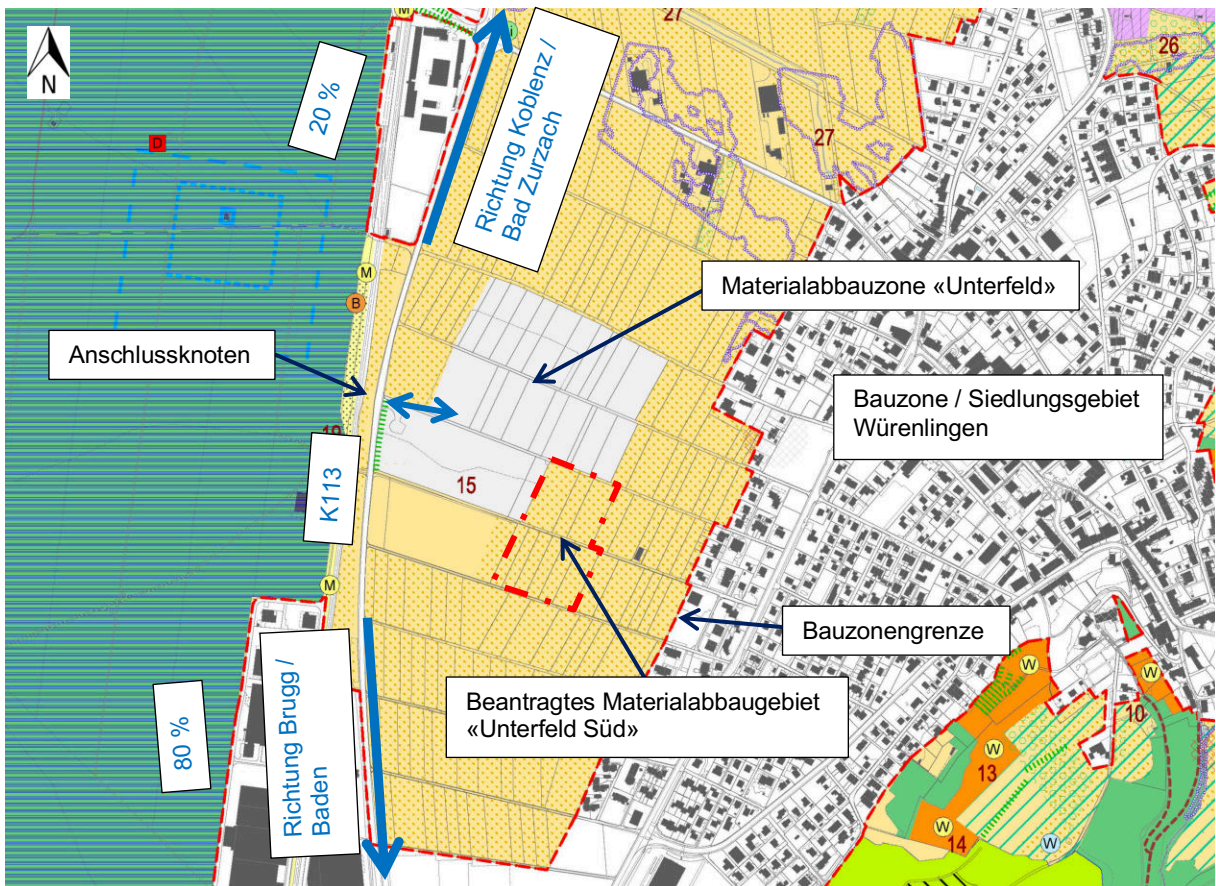 M
27
26
N
20 %
Richtung Koblenz /
Bad Zurzach
27
D
a
M
B
Materialabbauzone «Unterfeld»
Anschlussknoten
Bauzone / Siedlungsgebiet
Würenlingen
K113
15
M
Bauzonengrenze
Beantragtes Materialabbaugebiet
«Unterfeld Süd»
80 %
Richtung Brugg /
Baden
W
W
10
W
13
W
14
W